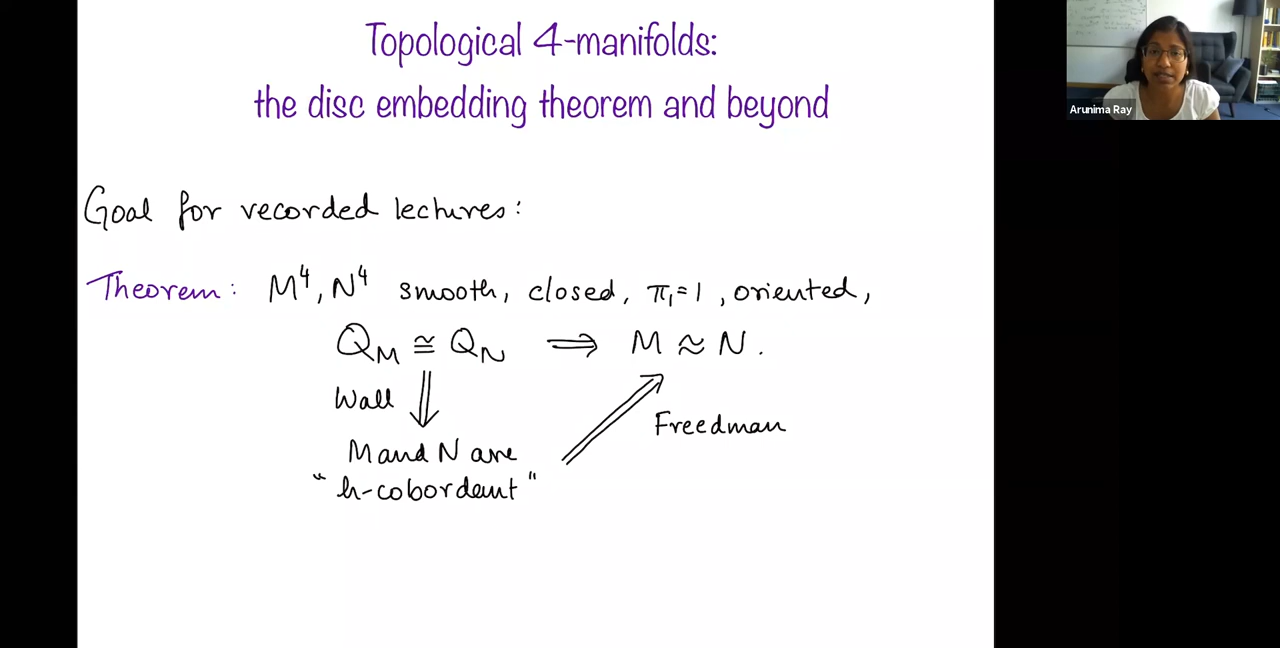 Topological 4-manifolds:
the disc embedding theorem and beyond
Arunima Ray
Goal for recorded lectures:
Theorem: M⁴, N⁴ smooth, closed, π₁=1, oriented,
Q_M ≅ Q_N ⟹ M ≈ N.
Wall ⇓
Freedman
M and N are
"h-cobordant"